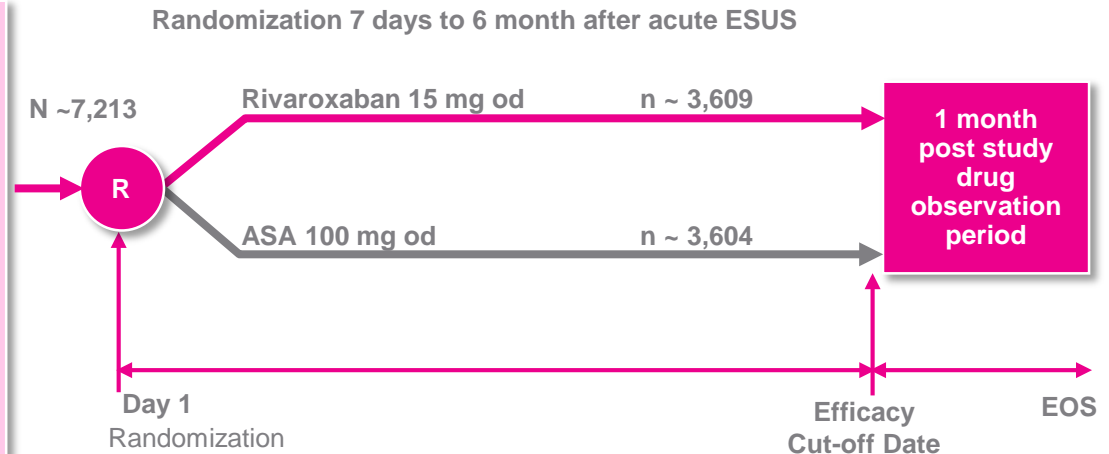 Randomization 7 days to 6 month after acute ESUS
N ~7,213
Rivaroxaban 15 mg od
n ~ 3,609
R
ASA 100 mg od
n ~ 3,604
1 month
post study
drug
observation
period
Day 1
Randomization
Efficacy
Cut-off Date
EOS